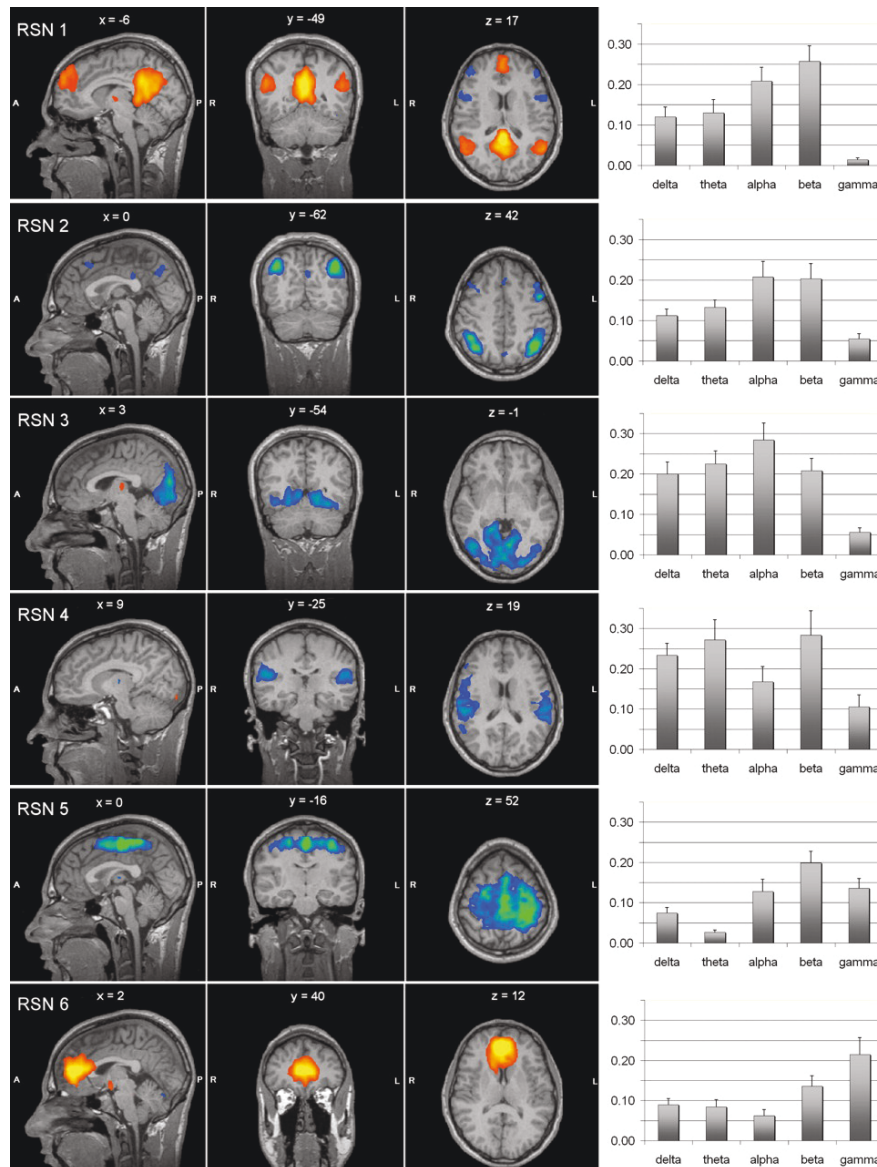 RSN 1 x = -6 y = -49 z = 17
A P R L R L
0.30
0.20
0.10
0.00
delta theta alpha beta gamma
RSN 2 x = 0 y = -62 z = 42
A P R L R L
0.30
0.20
0.10
0.00
delta theta alpha beta gamma
RSN 3 x = 3 y = -54 z = -1
A P R L R L
0.30
0.20
0.10
0.00
delta theta alpha beta gamma
RSN 4 x = 9 y = -25 z = 19
A P R L R L
0.30
0.20
0.10
0.00
delta theta alpha beta gamma
RSN 5 x = 0 y = -16 z = 52
A P R L R L
0.30
0.20
0.10
0.00
delta theta alpha beta gamma
RSN 6 x = 2 y = 40 z = 12
A P R L R L
0.30
0.20
0.10
0.00
delta theta alpha beta gamma